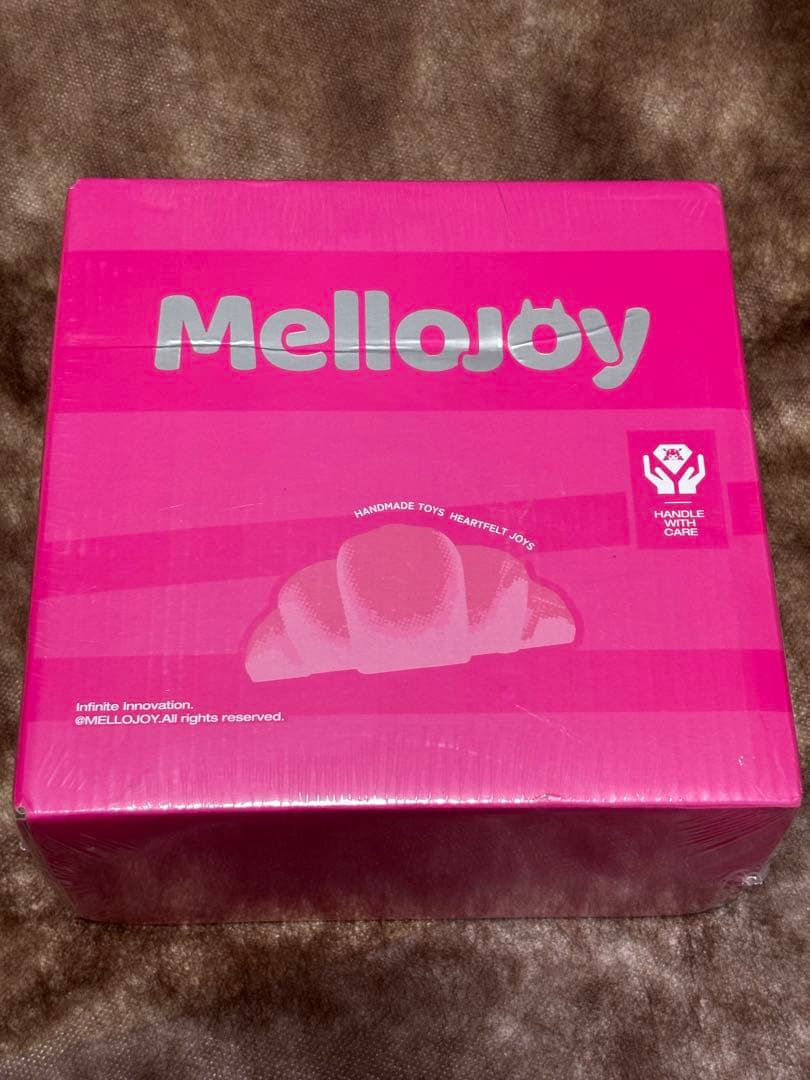 Mellojoy
HANDMADE TOYS HEARTFELT JOYS
HANDLE
WITH
CARE
Infinite Innovation.
@MELLOJOY.All rights reserved.